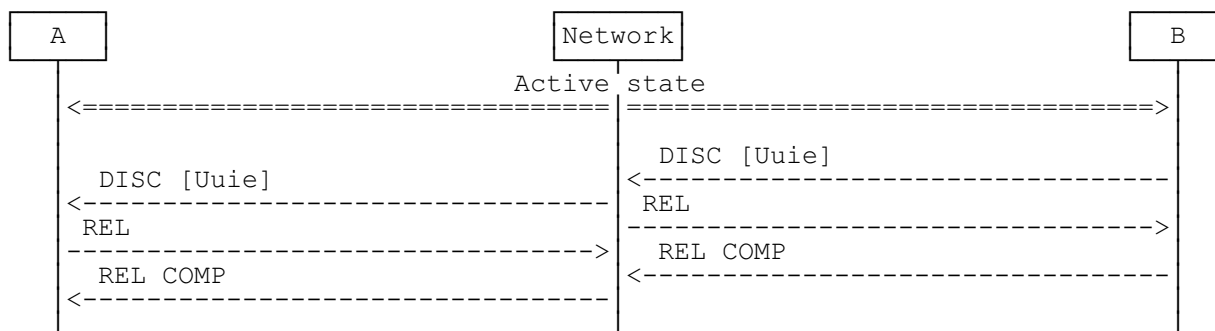 A Network B
Active state
DISC [Uuie]
DISC [Uuie]
REL
REL
REL COMP
REL COMP